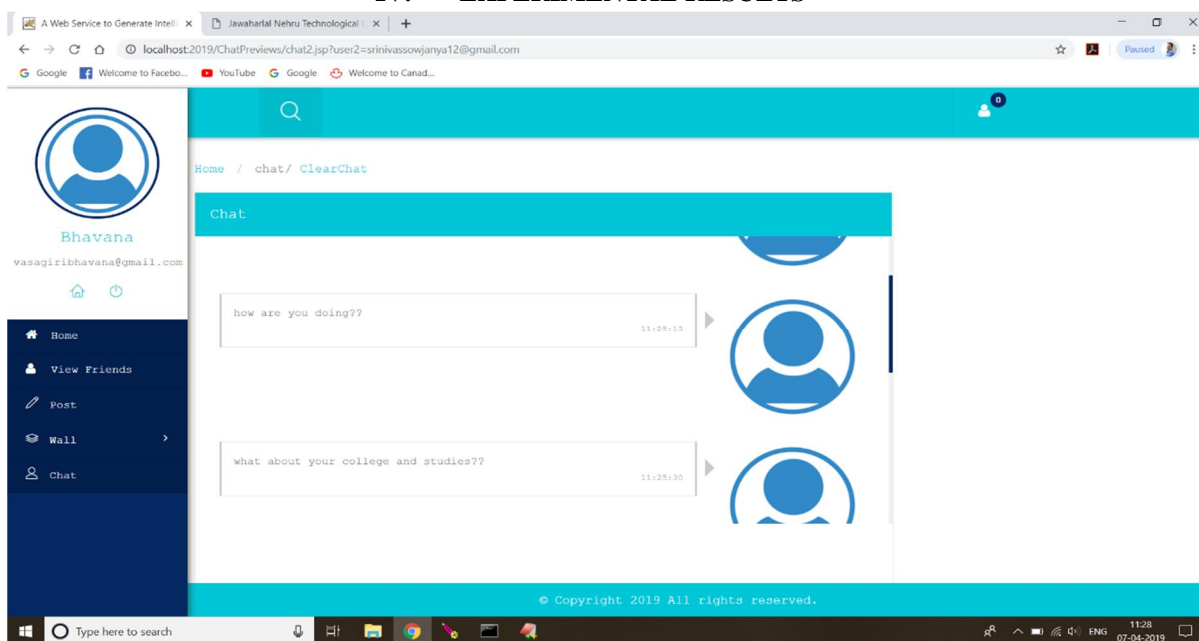 IV. EXPERIMENTAL RESULTS
A Web Service to Generate Intelli
Jawaharlal Nehru Technological U
localhost:2019/ChatPreviews/chat2.jsp?user2=srinivassowjanya12@gmail.com
Paused
Google Welcome to Facebo... YouTube Google Welcome to Canad...
0
Home / chat/ ClearChat
Chat
Bhavana
vasagiribhavana@gmail.com
how are you doing??
11:25:15
Home
View Friends
Post
Wall
Chat
what about your college and studies??
11:25:30
© Copyright 2019 All rights reserved.
Type here to search
ENG
11:28
07-04-2019